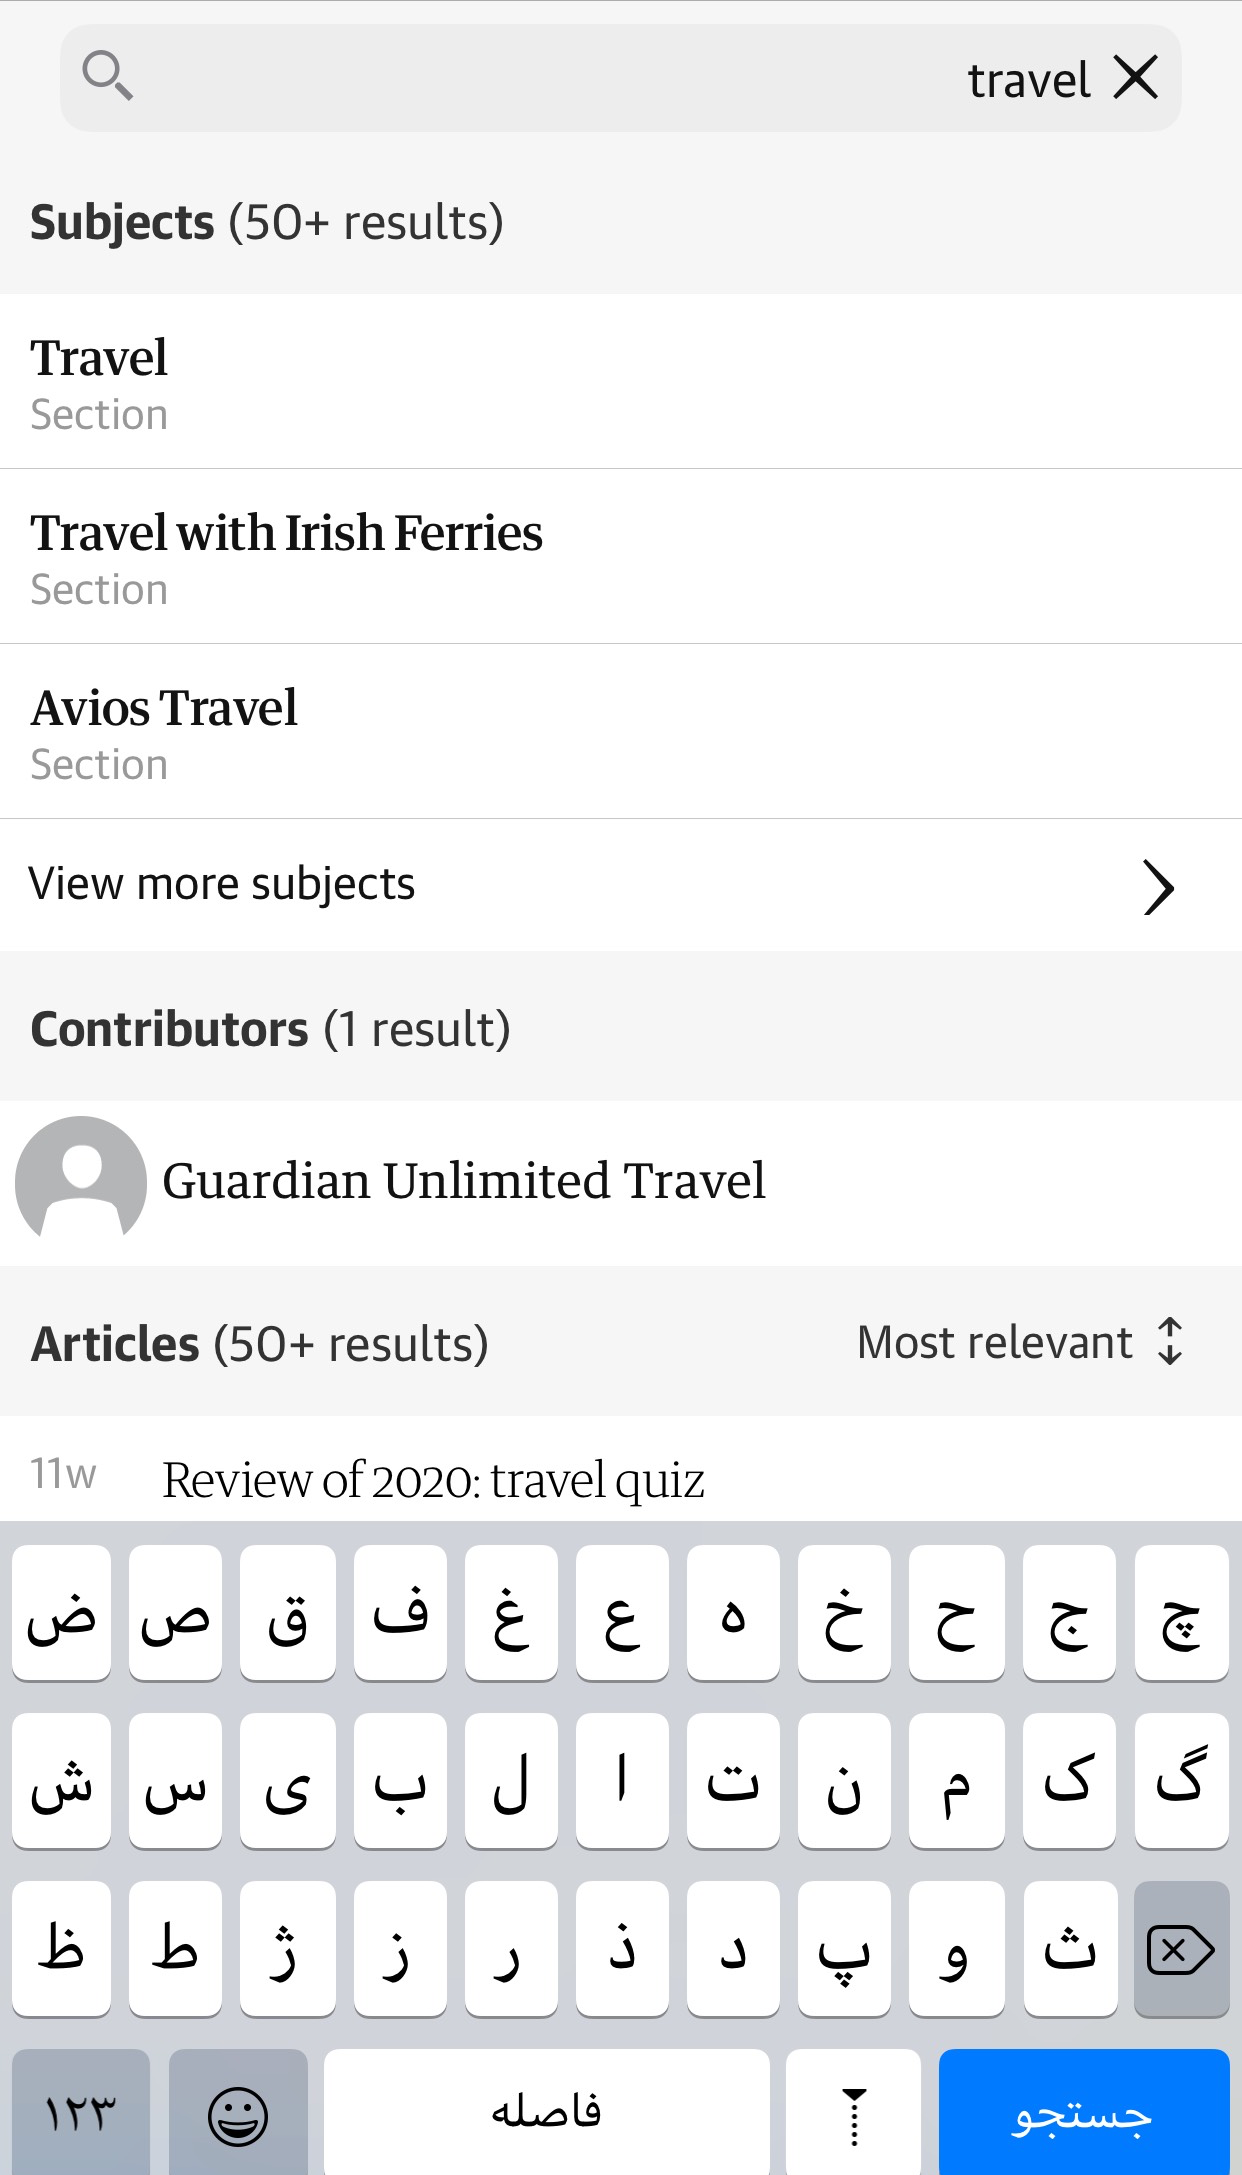 travel
Subjects (50+ results)
Travel
Section
Travel with Irish Ferries
Section
Avios Travel
Section
View more subjects
Contributors (1 result)
Guardian Unlimited Travel
Articles (50+ results) Most relevant
11w Review of 2020: travel quiz
ض ص ق ف غ ع ه خ ح ج چ
ش س ی ب ل ا ت ن م ک گ
ظ ط ژ ز ر ذ د پ و ث
۱۲۳ فاصله جستجو